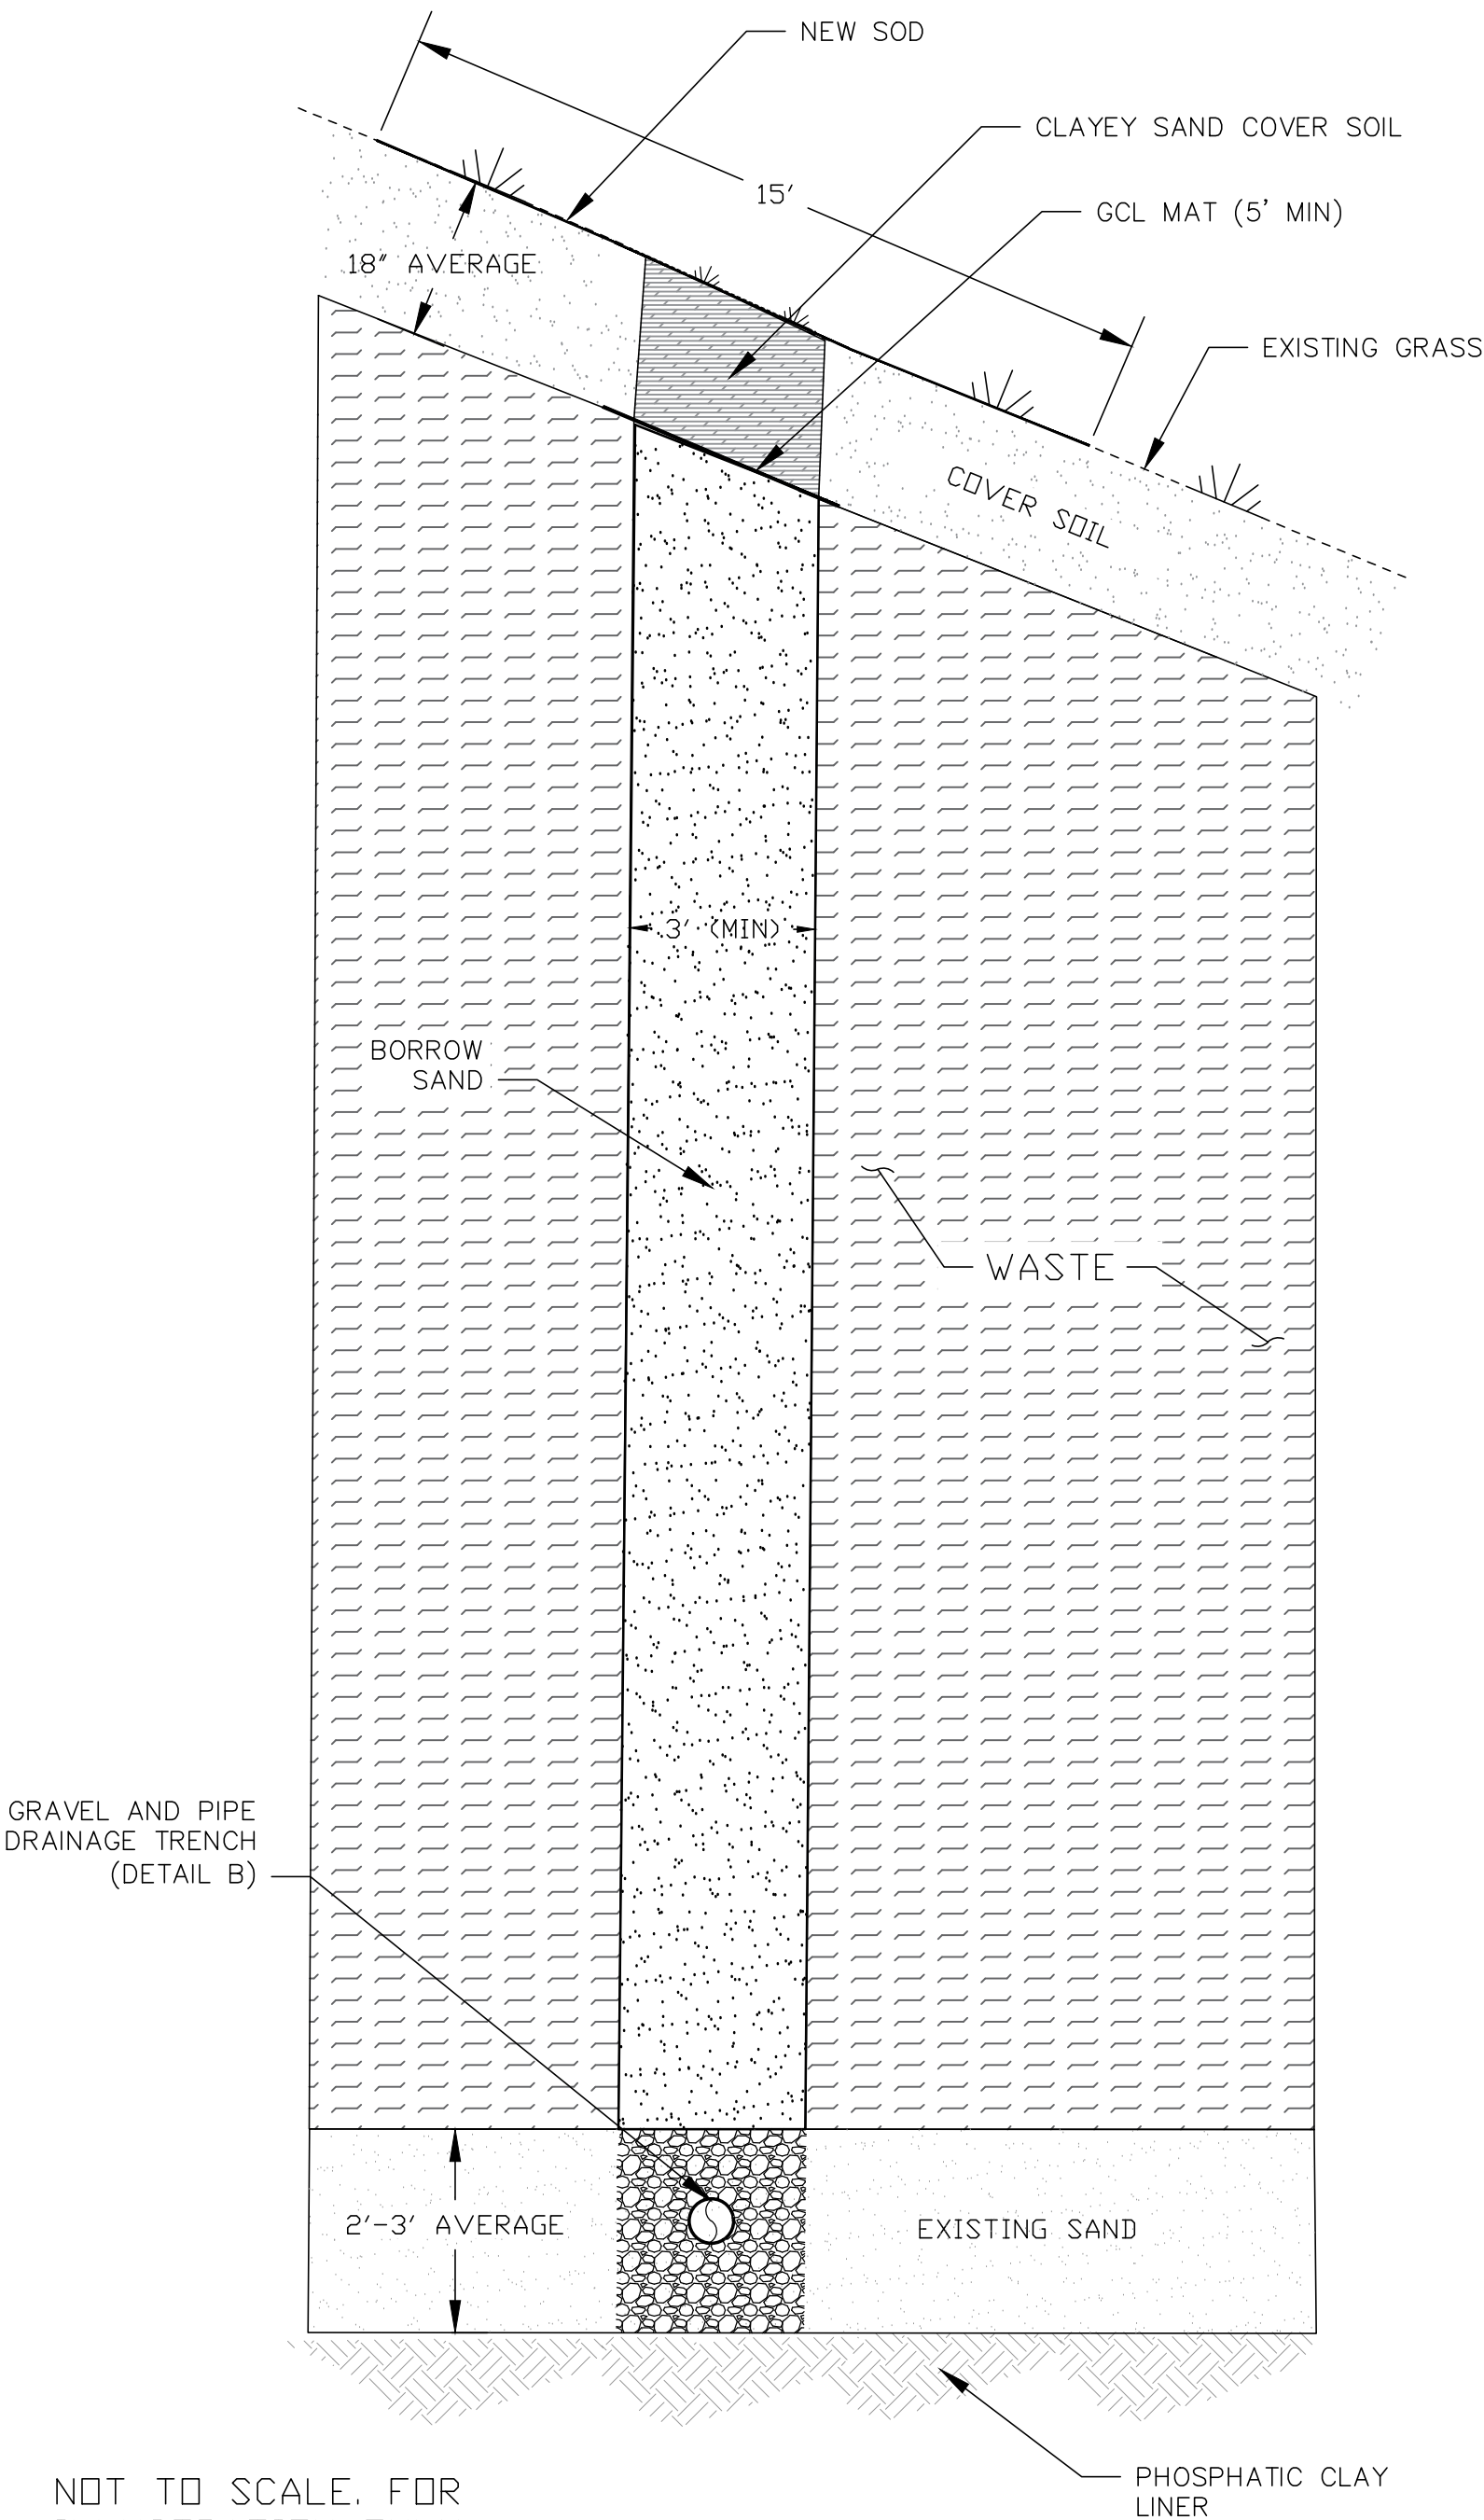 NEW SOD
CLAYEY SAND COVER SOIL
15'
GCL MAT (5' MIN)
18" AVERAGE
EXISTING GRASS
COVER SOIL
3' (MIN)
BORROW
SAND
WASTE
GRAVEL AND PIPE
DRAINAGE TRENCH
(DETAIL B)
2'-3' AVERAGE
EXISTING SAND
PHOSPHATIC CLAY
LINER
NOT TO SCALE. FOR